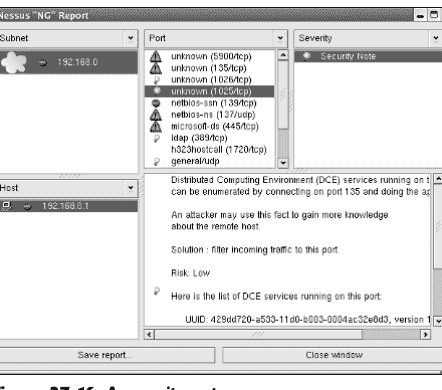 Nessus "NG" Report
Subnet
Port
Severity
192.168.0
unknown (5900/tcp)
unknown (135/tcp)
unknown (1026/tcp)
unknown (1025/tcp)
netbios-ssn (139/tcp)
netbios-ns (137/udp)
microsoft-ds (445/tcp)
ldap (389/tcp)
h323hostcall (1720/tcp)
general/udp
Security Note
Host
192.168.0.1
Distributed Computing Environment (DCE) services running on t
can be enumerated by connecting on port 135 and doing the ap
An attacker may use this fact to gain more knowledge
about the remote host.
Solution : filter incoming traffic to this port.
Risk: Low
Here is the list of DCE services running on this port:
UUID: 429dd720-a533-11d0-b003-0004ac32e8d3, version 1
Save report...
Close window